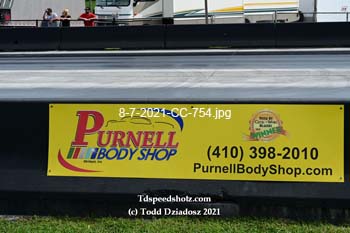 8-7-2021-CC-754.jpg
PURNELL
BODY SHOP
WINNER
(410) 398-2010
PurnellBodyShop.com
Tdspeedshotz.com
(c) Todd Dziadosz 2021